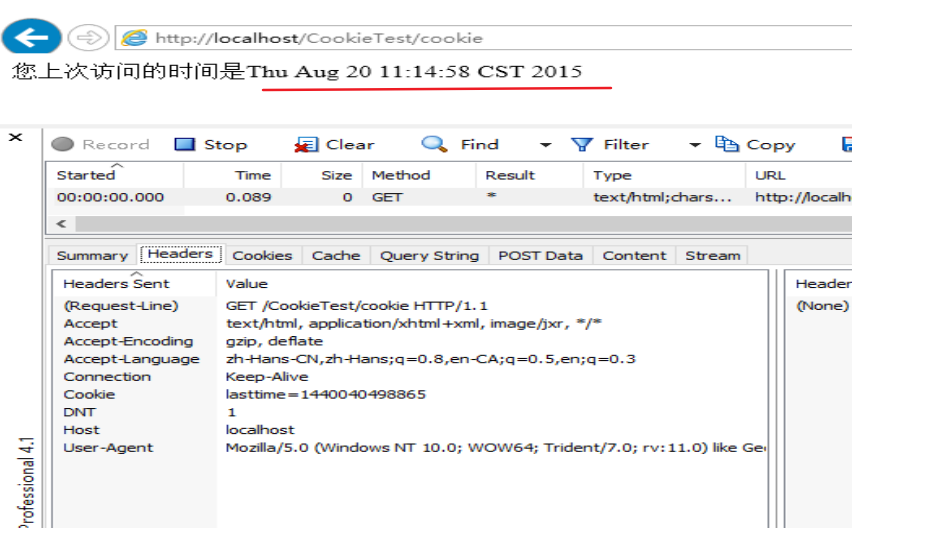 http://localhost/CookieTest/cookie
您上次访问的时间是Thu Aug 20 11:14:58 CST 2015
× Record Stop Clear Find Filter Copy
Started Time Size Method Result Type URL
00:00:00.000 0.089 0 GET * text/html;chars... http://localh
Summary Headers Cookies Cache Query String POST Data Content Stream
Headers Sent Value Header
(Request-Line) GET /CookieTest/cookie HTTP/1.1 (None)
Accept text/html, application/xhtml+xml, image/jxr, */*
Accept-Encoding gzip, deflate
Accept-Language zh-Hans-CN,zh-Hans;q=0.8,en-CA;q=0.5,en;q=0.3
Connection Keep-Alive
Cookie lasttime=1440040498865
DNT 1
Host localhost
User-Agent Mozilla/5.0 (Windows NT 10.0; WOW64; Trident/7.0; rv:11.0) like Ge
Professional 4.1